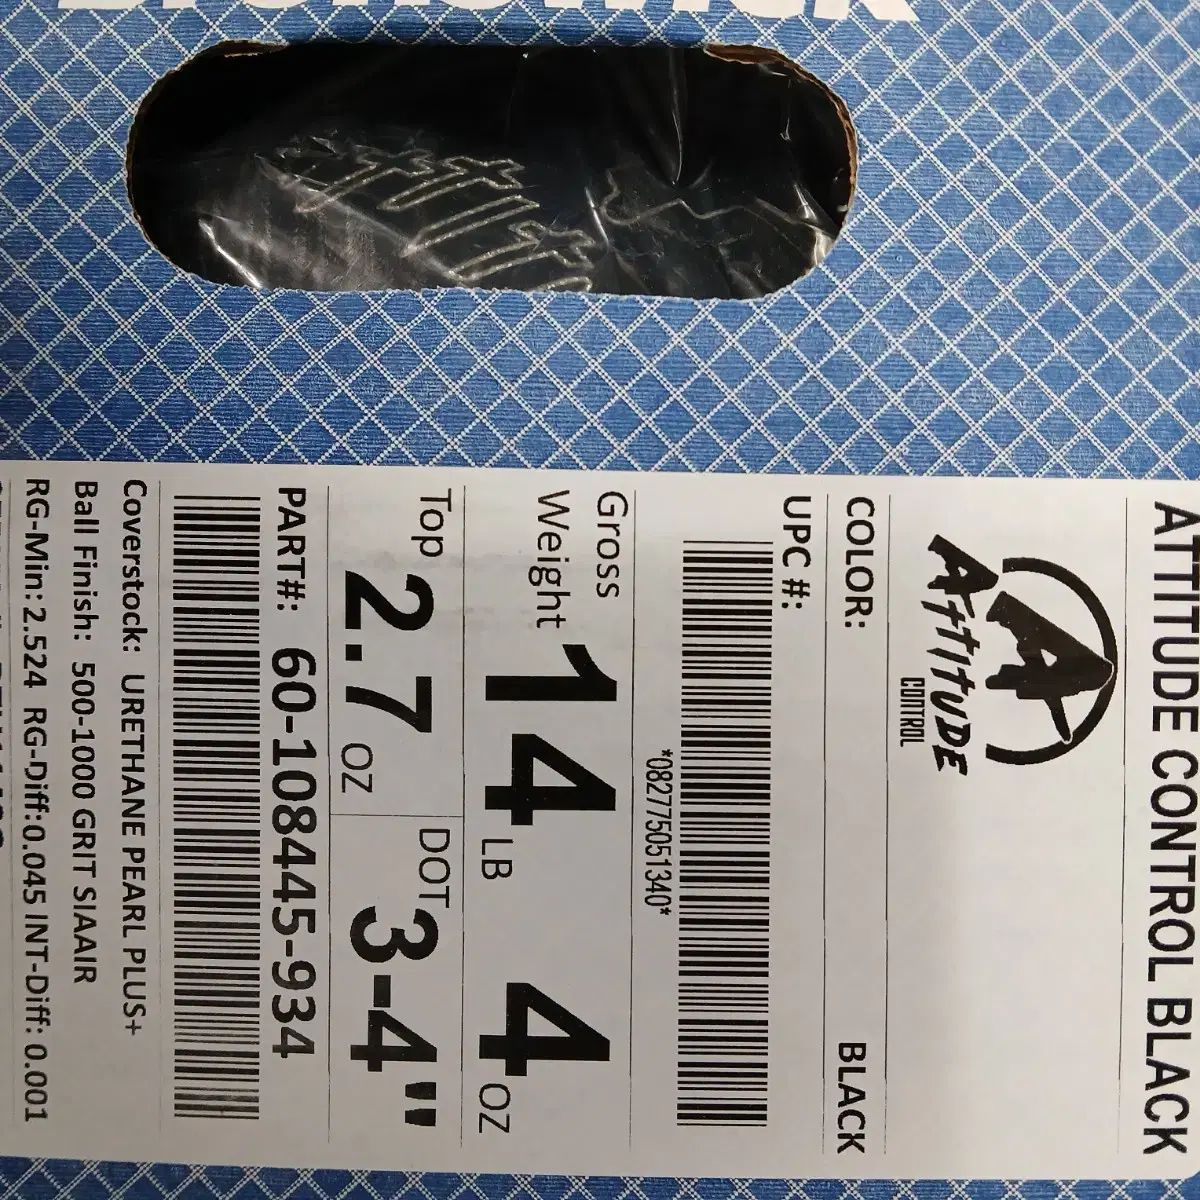 ATTITUDE CONTROL BLACK
A
ATTITUDE
CONTROL
COLOR: BLACK
UPC #:
*08277505​1340*
Gross Weight 14 LB 4 OZ
Top 2.7 OZ DOT 3-4"
PART#: 60-108445-934
Coverstock: URETHANE PEARL PLUS+
Ball Finish: 500-1000 GRIT SIAAIR
RG-Min: 2.524 RG-Diff:0.045 INT-Diff: 0.001